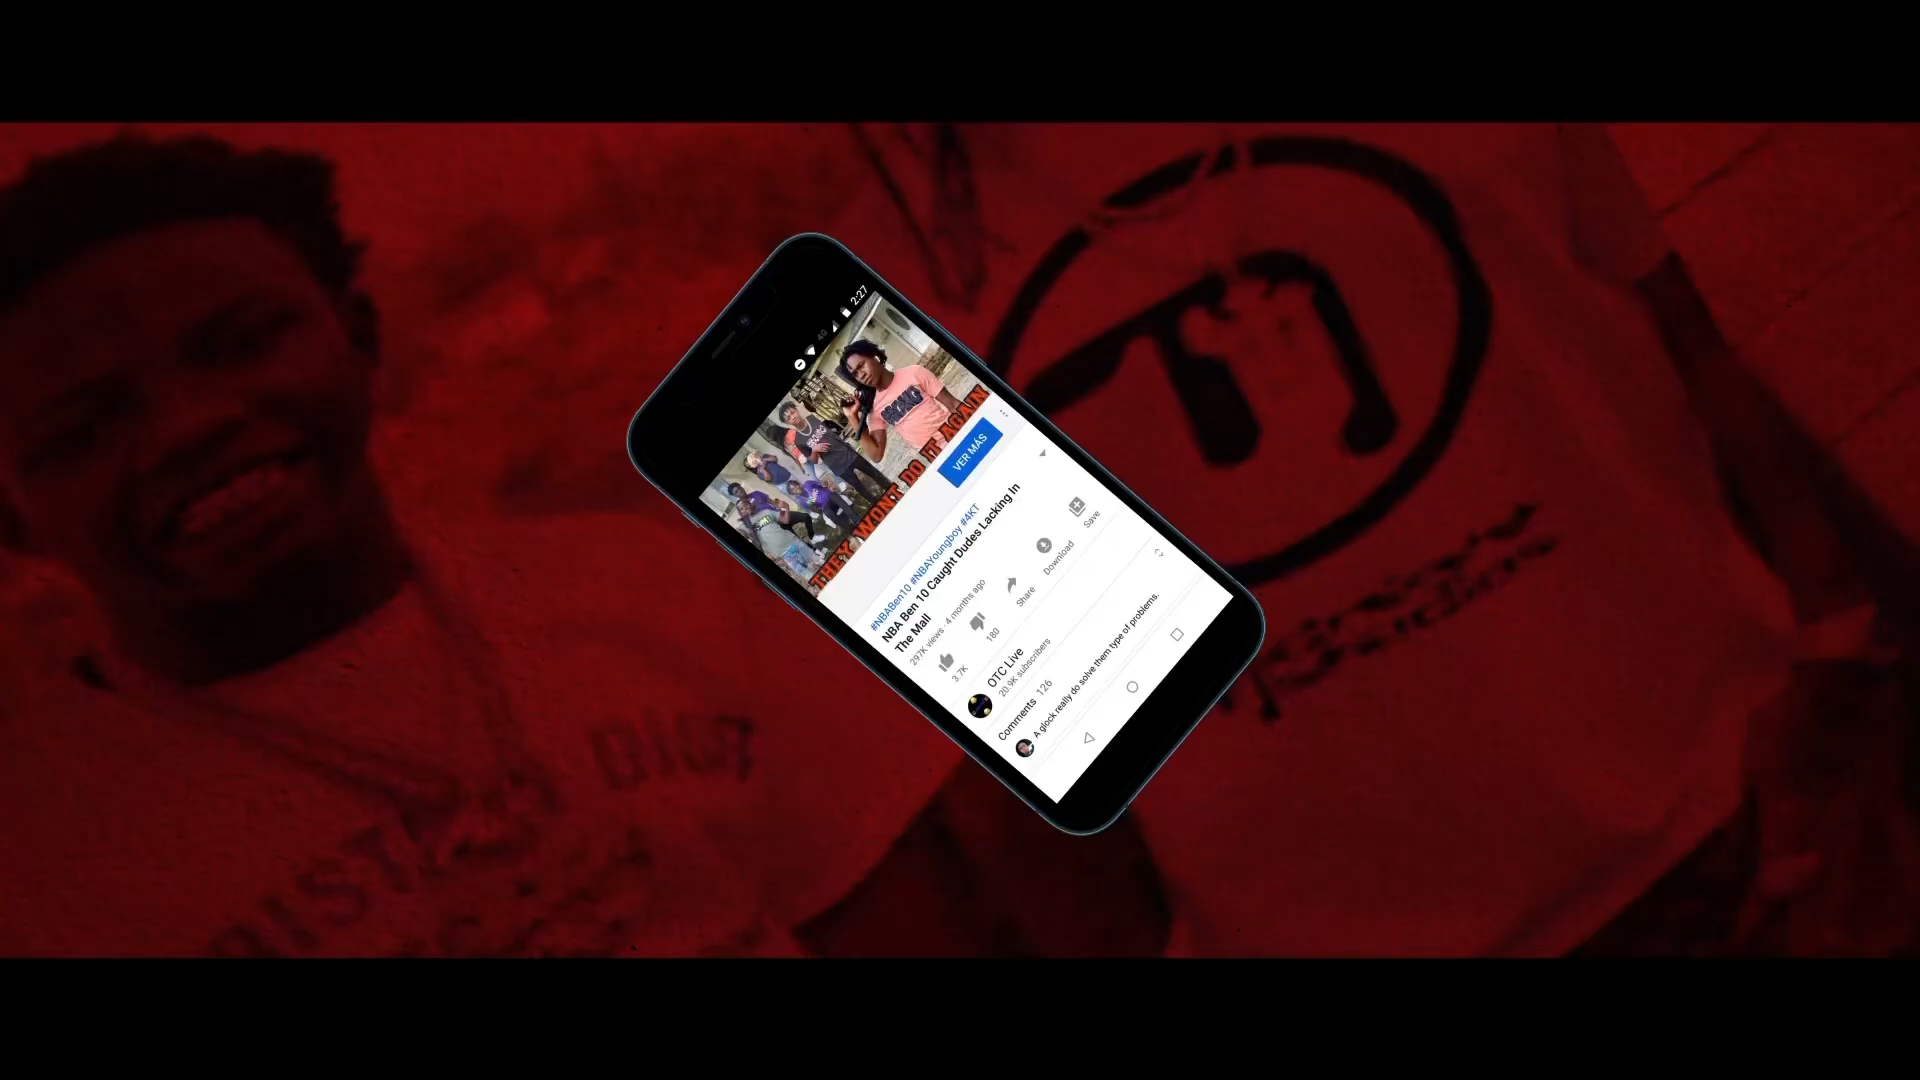 2:27
THEY WONT DO IT AGAIN
VER MÁS
#NBABen10 #NBAYoungboy #4KT
NBA Ben 10 Caught Dudes Lacking In
The Mall
297K views · 4 months ago
3.7K
180
Share
Download
Save
OTC Live
20.9K subscribers
Comments 126
A glock really do solve them type of problems.